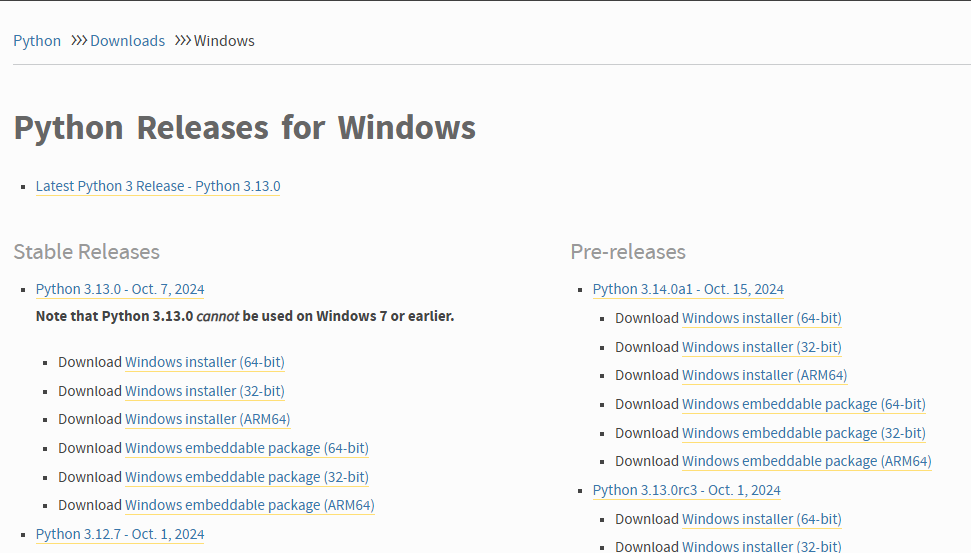 Python >>> Downloads >>> Windows
Python Releases for Windows
Latest Python 3 Release - Python 3.13.0
Stable Releases
Python 3.13.0 - Oct. 7, 2024
Note that Python 3.13.0 cannot be used on Windows 7 or earlier.
Download Windows installer (64-bit)
Download Windows installer (32-bit)
Download Windows installer (ARM64)
Download Windows embeddable package (64-bit)
Download Windows embeddable package (32-bit)
Download Windows embeddable package (ARM64)
Python 3.12.7 - Oct. 1, 2024
Pre-releases
Python 3.14.0a1 - Oct. 15, 2024
Download Windows installer (64-bit)
Download Windows installer (32-bit)
Download Windows installer (ARM64)
Download Windows embeddable package (64-bit)
Download Windows embeddable package (32-bit)
Download Windows embeddable package (ARM64)
Python 3.13.0rc3 - Oct. 1, 2024
Download Windows installer (64-bit)
Download Windows installer (32-bit)